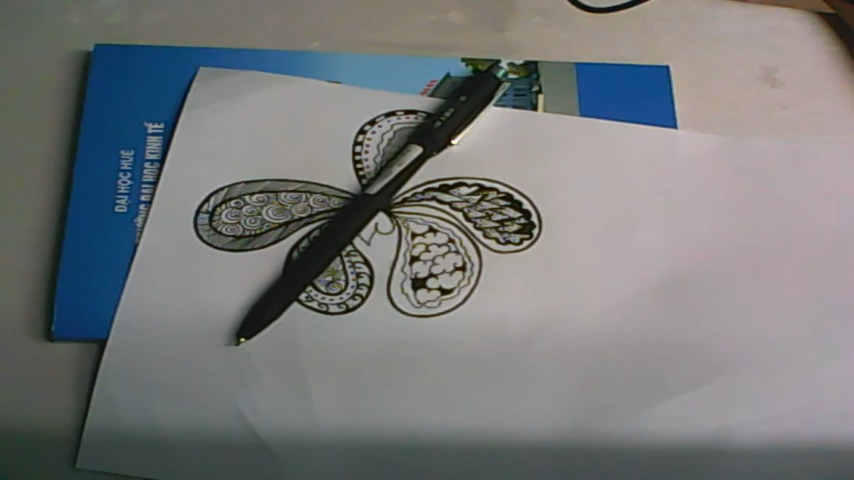 ĐẠI HỌC HUẾ
ĐẠI HỌC KINH TẾ